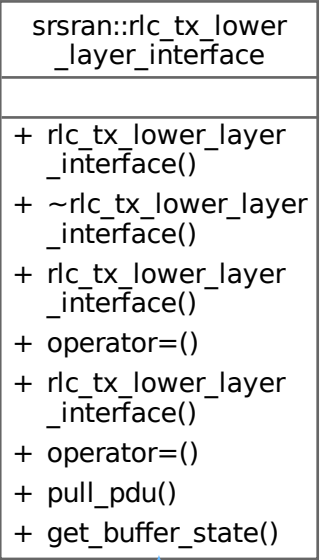 srsran::rlc_tx_lower
_layer_interface
+ rlc_tx_lower_layer
_interface()
+ ~rlc_tx_lower_layer
_interface()
+ rlc_tx_lower_layer
_interface()
+ operator=()
+ rlc_tx_lower_layer
_interface()
+ operator=()
+ pull_pdu()
+ get_buffer_state()